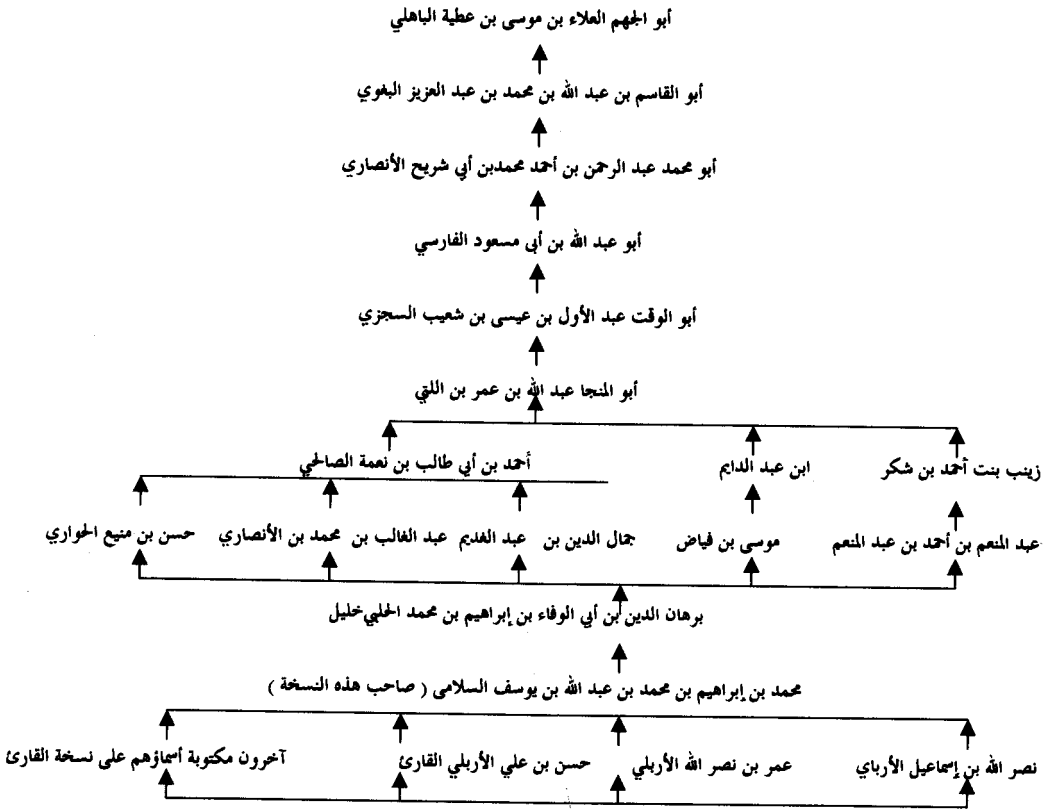 أبو الجهم العلاء بن موسى بن عطية الباهلي
أبو القاسم بن عبد الله بن محمد بن عبد العزيز البغوي
أبو محمد عبد الرحمن بن أحمد محمدبن أبي شريح الأنصاري
أبو عبد الله بن أبى مسعود الفارسي
أبو الوقت عبد الأول بن عيسى بن شعيب السجزي
أبو المنجا عبد الله بن عمر بن اللتي
زينب بنت أحمد بن شكر ابن عبد الدايم أحمد بن أبي طالب بن نعمة الصالحي
عبد المنعم بن أحمد بن عبد المنعم موسى بن فياض جمال الدين بن عبد الغديم عبد الغالب بن محمد بن الأنصاري حسن بن منيع الحواري
برهان الدين بن أبي الوفاء بن إبراهيم بن محمد الحلبي خليل
محمد بن إبراهيم بن محمد بن عبد الله بن يوسف السلامى ( صاحب هذه النسخة )
نصر الله بن إسماعيل الأرباي عمر بن نصر الله الأربلي حسن بن علي الأربلي القارئ آخرون مكتوبة أسماؤهم على نسخة القارئ